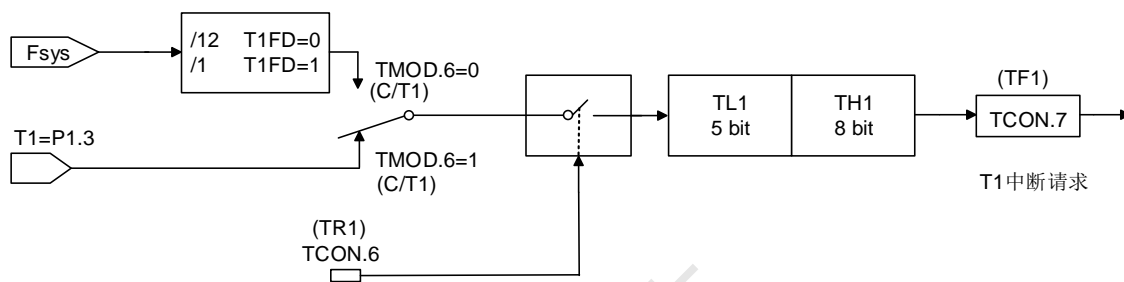 Fsys
/12 T1FD=0
/1 T1FD=1
TMOD.6=0
(C/T1)
T1=P1.3
TMOD.6=1
(C/T1)
(TR1)
TCON.6
TL1
5 bit
TH1
8 bit
(TF1)
TCON.7
T1中断请求